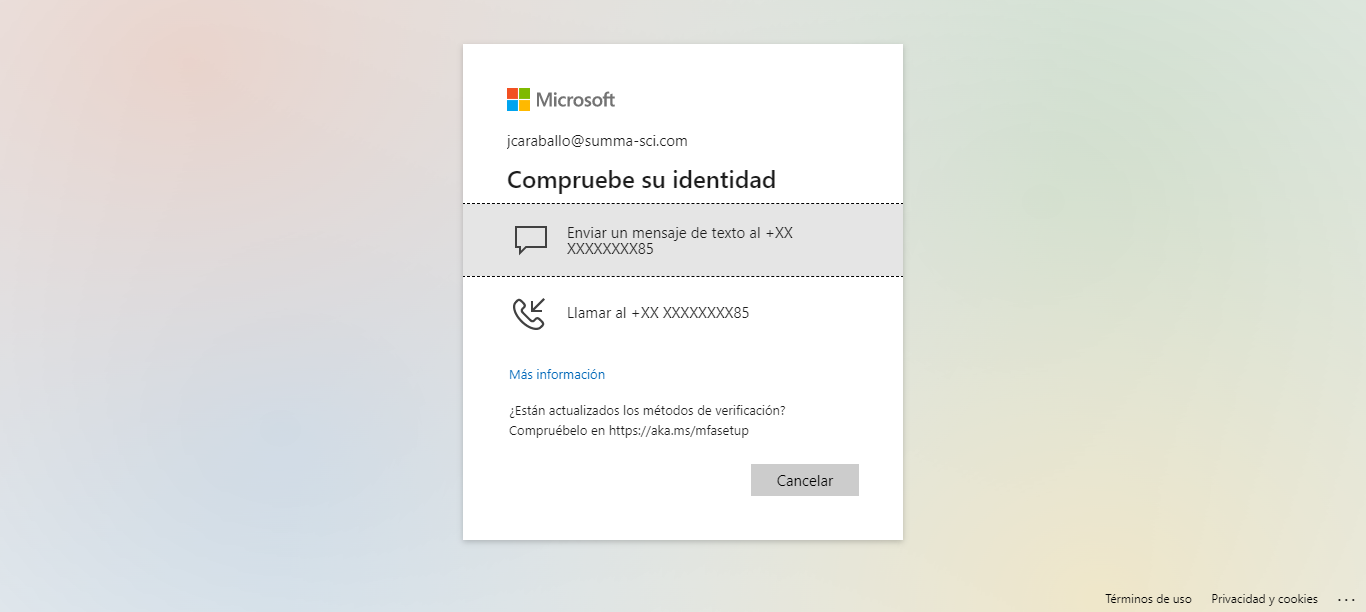 Microsoft
jcaraballo@summa-sci.com
Compruebe su identidad
Enviar un mensaje de texto al +XX
XXXXXXXX85
Llamar al +XX XXXXXXXX85
Más información
¿Están actualizados los métodos de verificación?
Compruébelo en https://aka.ms/mfasetup
Cancelar
Términos de uso Privacidad y cookies ...